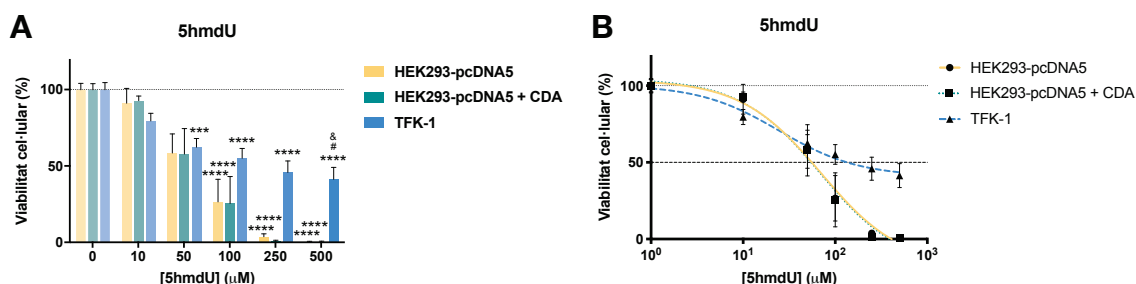 A
5hmdU
Viabilitat cel·lular (%)
100
50
0
***
****
****
****
****
****
****
****
****
&
#
****
0
10
50
100
250
500
[5hmdU] (μM)
HEK293-pcDNA5
HEK293-pcDNA5 + CDA
TFK-1
B
5hmdU
Viabilitat cel·lular (%)
100
50
0
10⁰
10¹
10²
10³
[5hmdU] (μM)
HEK293-pcDNA5
HEK293-pcDNA5 + CDA
TFK-1